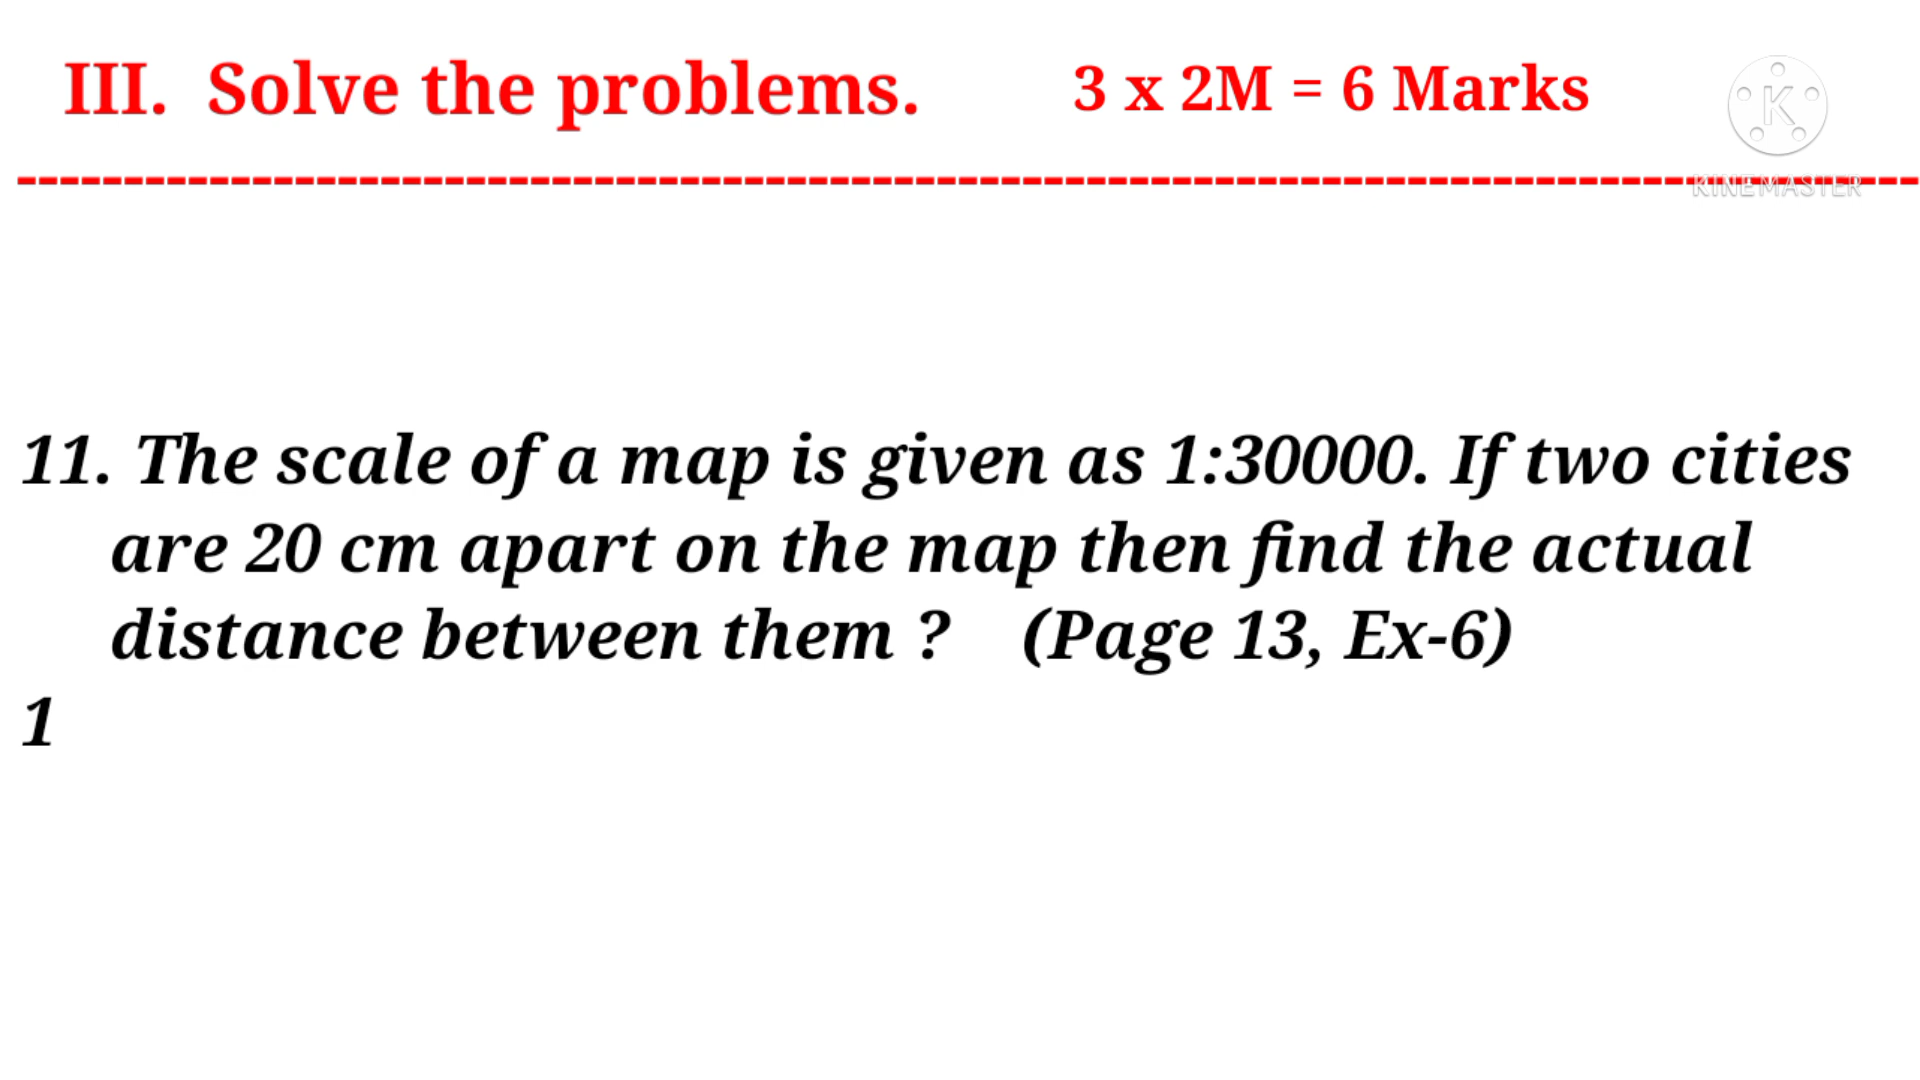 III. Solve the problems. 3 x 2M = 6 Marks
K
KINEMASTER
11. The scale of a map is given as 1:30000. If two cities
are 20 cm apart on the map then find the actual
distance between them ? (Page 13, Ex-6)
1